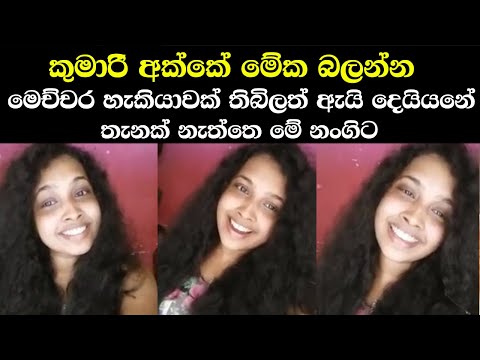 කුමාරී අක්කේ මේක බලන්න
මෙච්චර හැකියාවක් තිබිලත් ඇයි දෙයියනේ
තැනක් නැත්තෙ මේ නංගිට